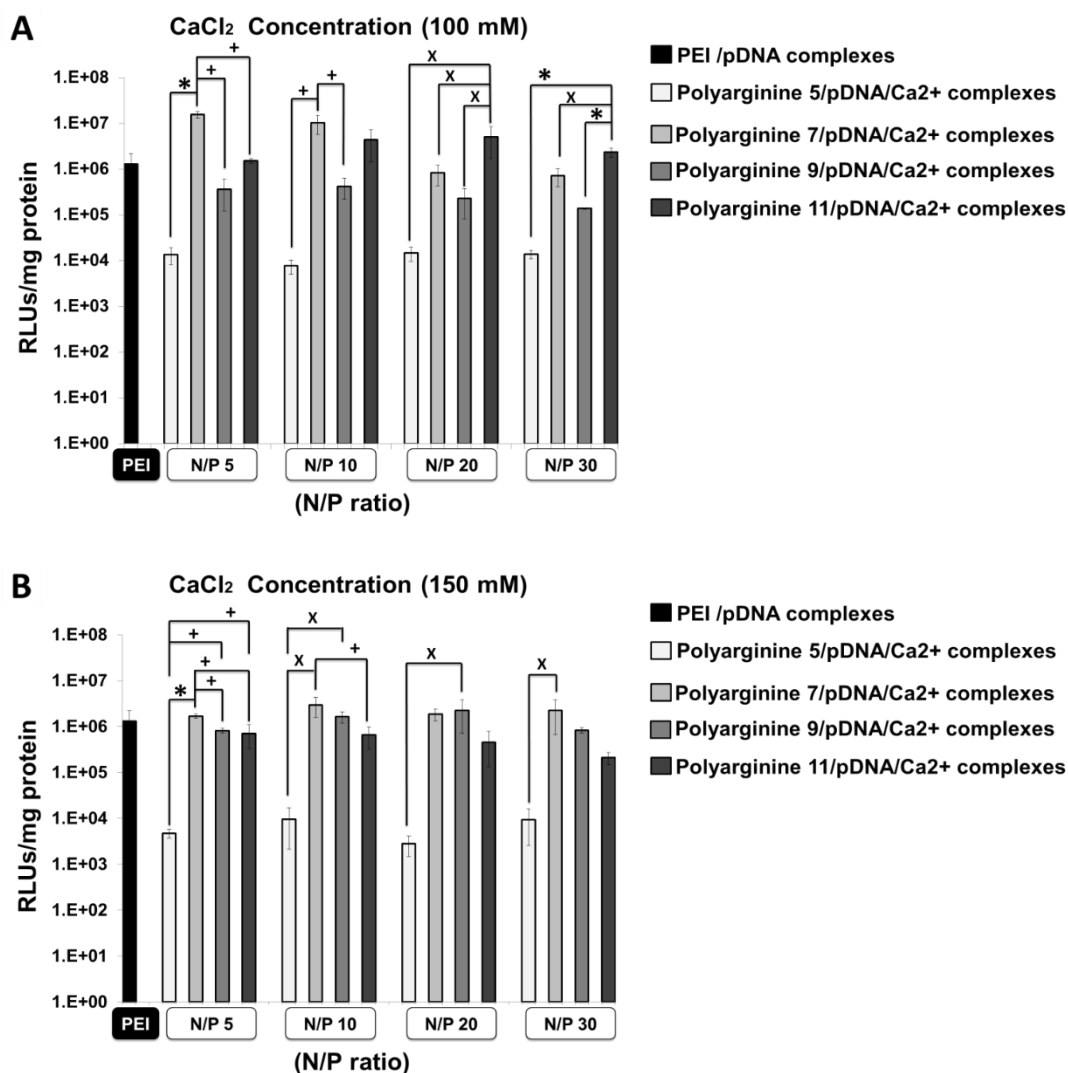 A
CaCl2 Concentration (100 mM)
RLUs/mg protein
1.E+08
1.E+07
1.E+06
1.E+05
1.E+04
1.E+03
1.E+02
1.E+01
1.E+00
* + +
+ +
X X X
* X *
PEI N/P 5 N/P 10 N/P 20 N/P 30
(N/P ratio)
PEI /pDNA complexes
Polyarginine 5/pDNA/Ca2+ complexes
Polyarginine 7/pDNA/Ca2+ complexes
Polyarginine 9/pDNA/Ca2+ complexes
Polyarginine 11/pDNA/Ca2+ complexes
B
CaCl2 Concentration (150 mM)
RLUs/mg protein
1.E+08
1.E+07
1.E+06
1.E+05
1.E+04
1.E+03
1.E+02
1.E+01
1.E+00
+ + + * +
X X +
X
X
PEI N/P 5 N/P 10 N/P 20 N/P 30
(N/P ratio)
PEI /pDNA complexes
Polyarginine 5/pDNA/Ca2+ complexes
Polyarginine 7/pDNA/Ca2+ complexes
Polyarginine 9/pDNA/Ca2+ complexes
Polyarginine 11/pDNA/Ca2+ complexes